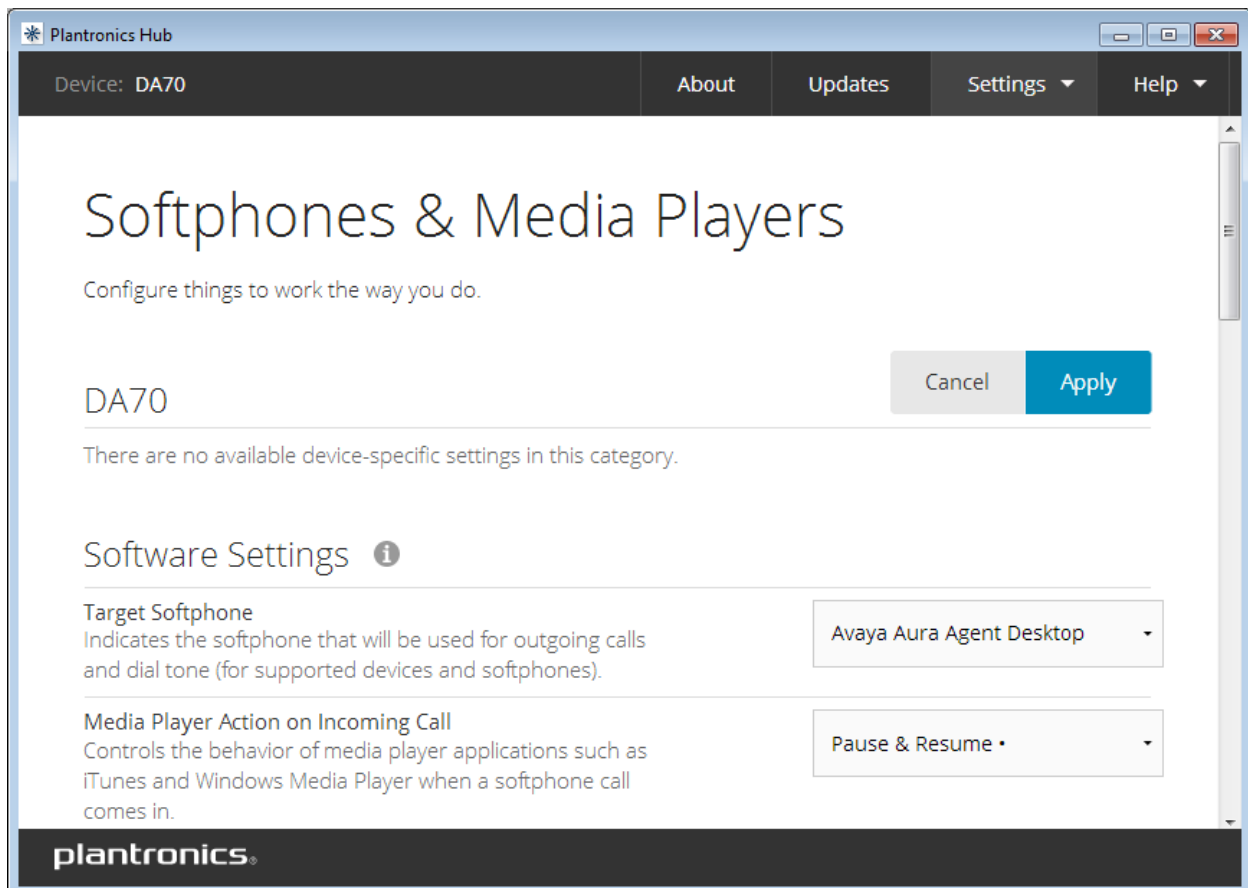 Plantronics Hub
Device: DA70 About Updates Settings Help
Softphones & Media Players
Configure things to work the way you do.
Cancel Apply
DA70
There are no available device-specific settings in this category.
Software Settings
Target Softphone
Indicates the softphone that will be used for outgoing calls
and dial tone (for supported devices and softphones).
Avaya Aura Agent Desktop
Media Player Action on Incoming Call
Controls the behavior of media player applications such as
iTunes and Windows Media Player when a softphone call
comes in.
Pause & Resume •
plantronics®